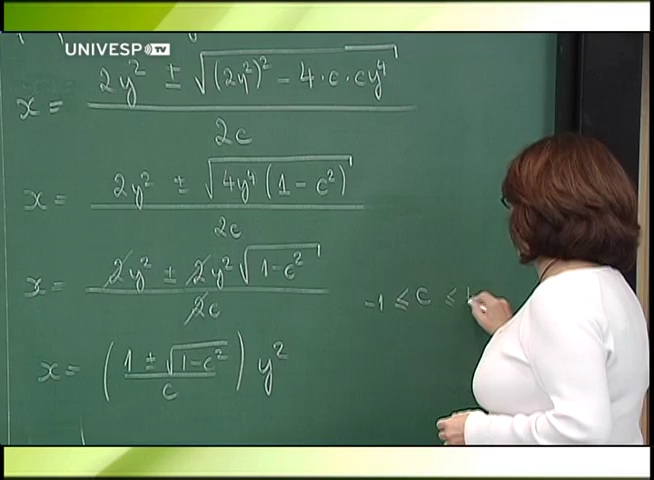 UNIVESP TV
x = (2y² ± √((2y²)² - 4·c·cy⁴)) / 2c
x = (2y² ± √(4y⁴(1 - c²))) / 2c
x = (2y² ± 2y²√(1 - c²)) / 2c
-1 ≤ c ≤ 1
x = ((1 ± √(1 - c²)) / c) y²